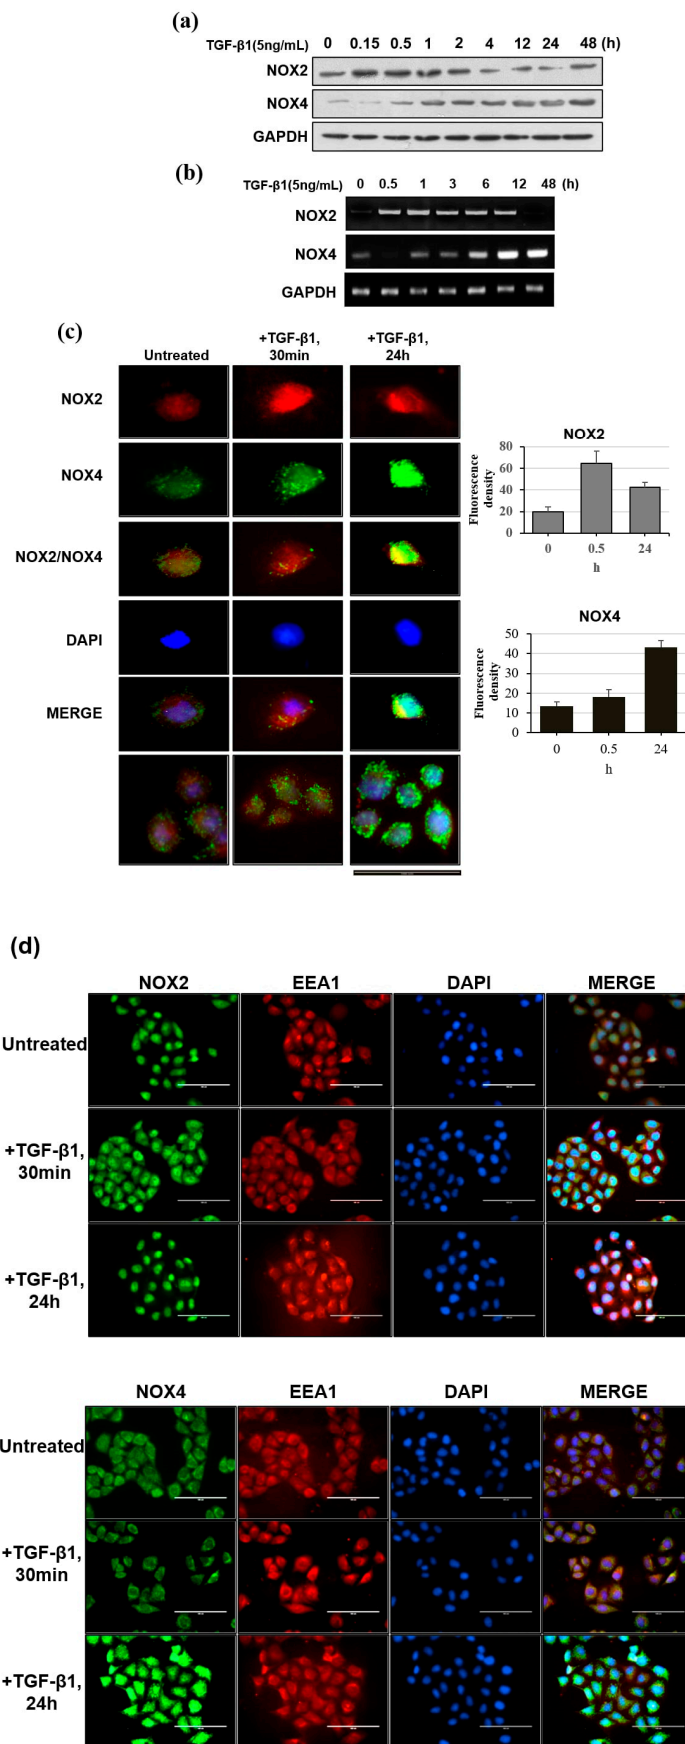 (a)
TGF-β1(5ng/mL) 0 0.15 0.5 1 2 4 12 24 48 (h)
NOX2
NOX4
GAPDH
(b)
TGF-β1(5ng/mL) 0 0.5 1 3 6 12 48 (h)
NOX2
NOX4
GAPDH
(c)
Untreated
+TGF-β1,
30min
+TGF-β1,
24h
NOX2
NOX4
NOX2/NOX4
DAPI
MERGE
NOX2
Fluorescence
density
80
60
40
20
0
0 0.5 24
h
NOX4
Fluorescence
density
50
40
30
20
10
0
0 0.5 24
h
(d)
NOX2 EEA1 DAPI MERGE
Untreated
+TGF-β1,
30min
+TGF-β1,
24h
NOX4 EEA1 DAPI MERGE
Untreated
+TGF-β1,
30min
+TGF-β1,
24h